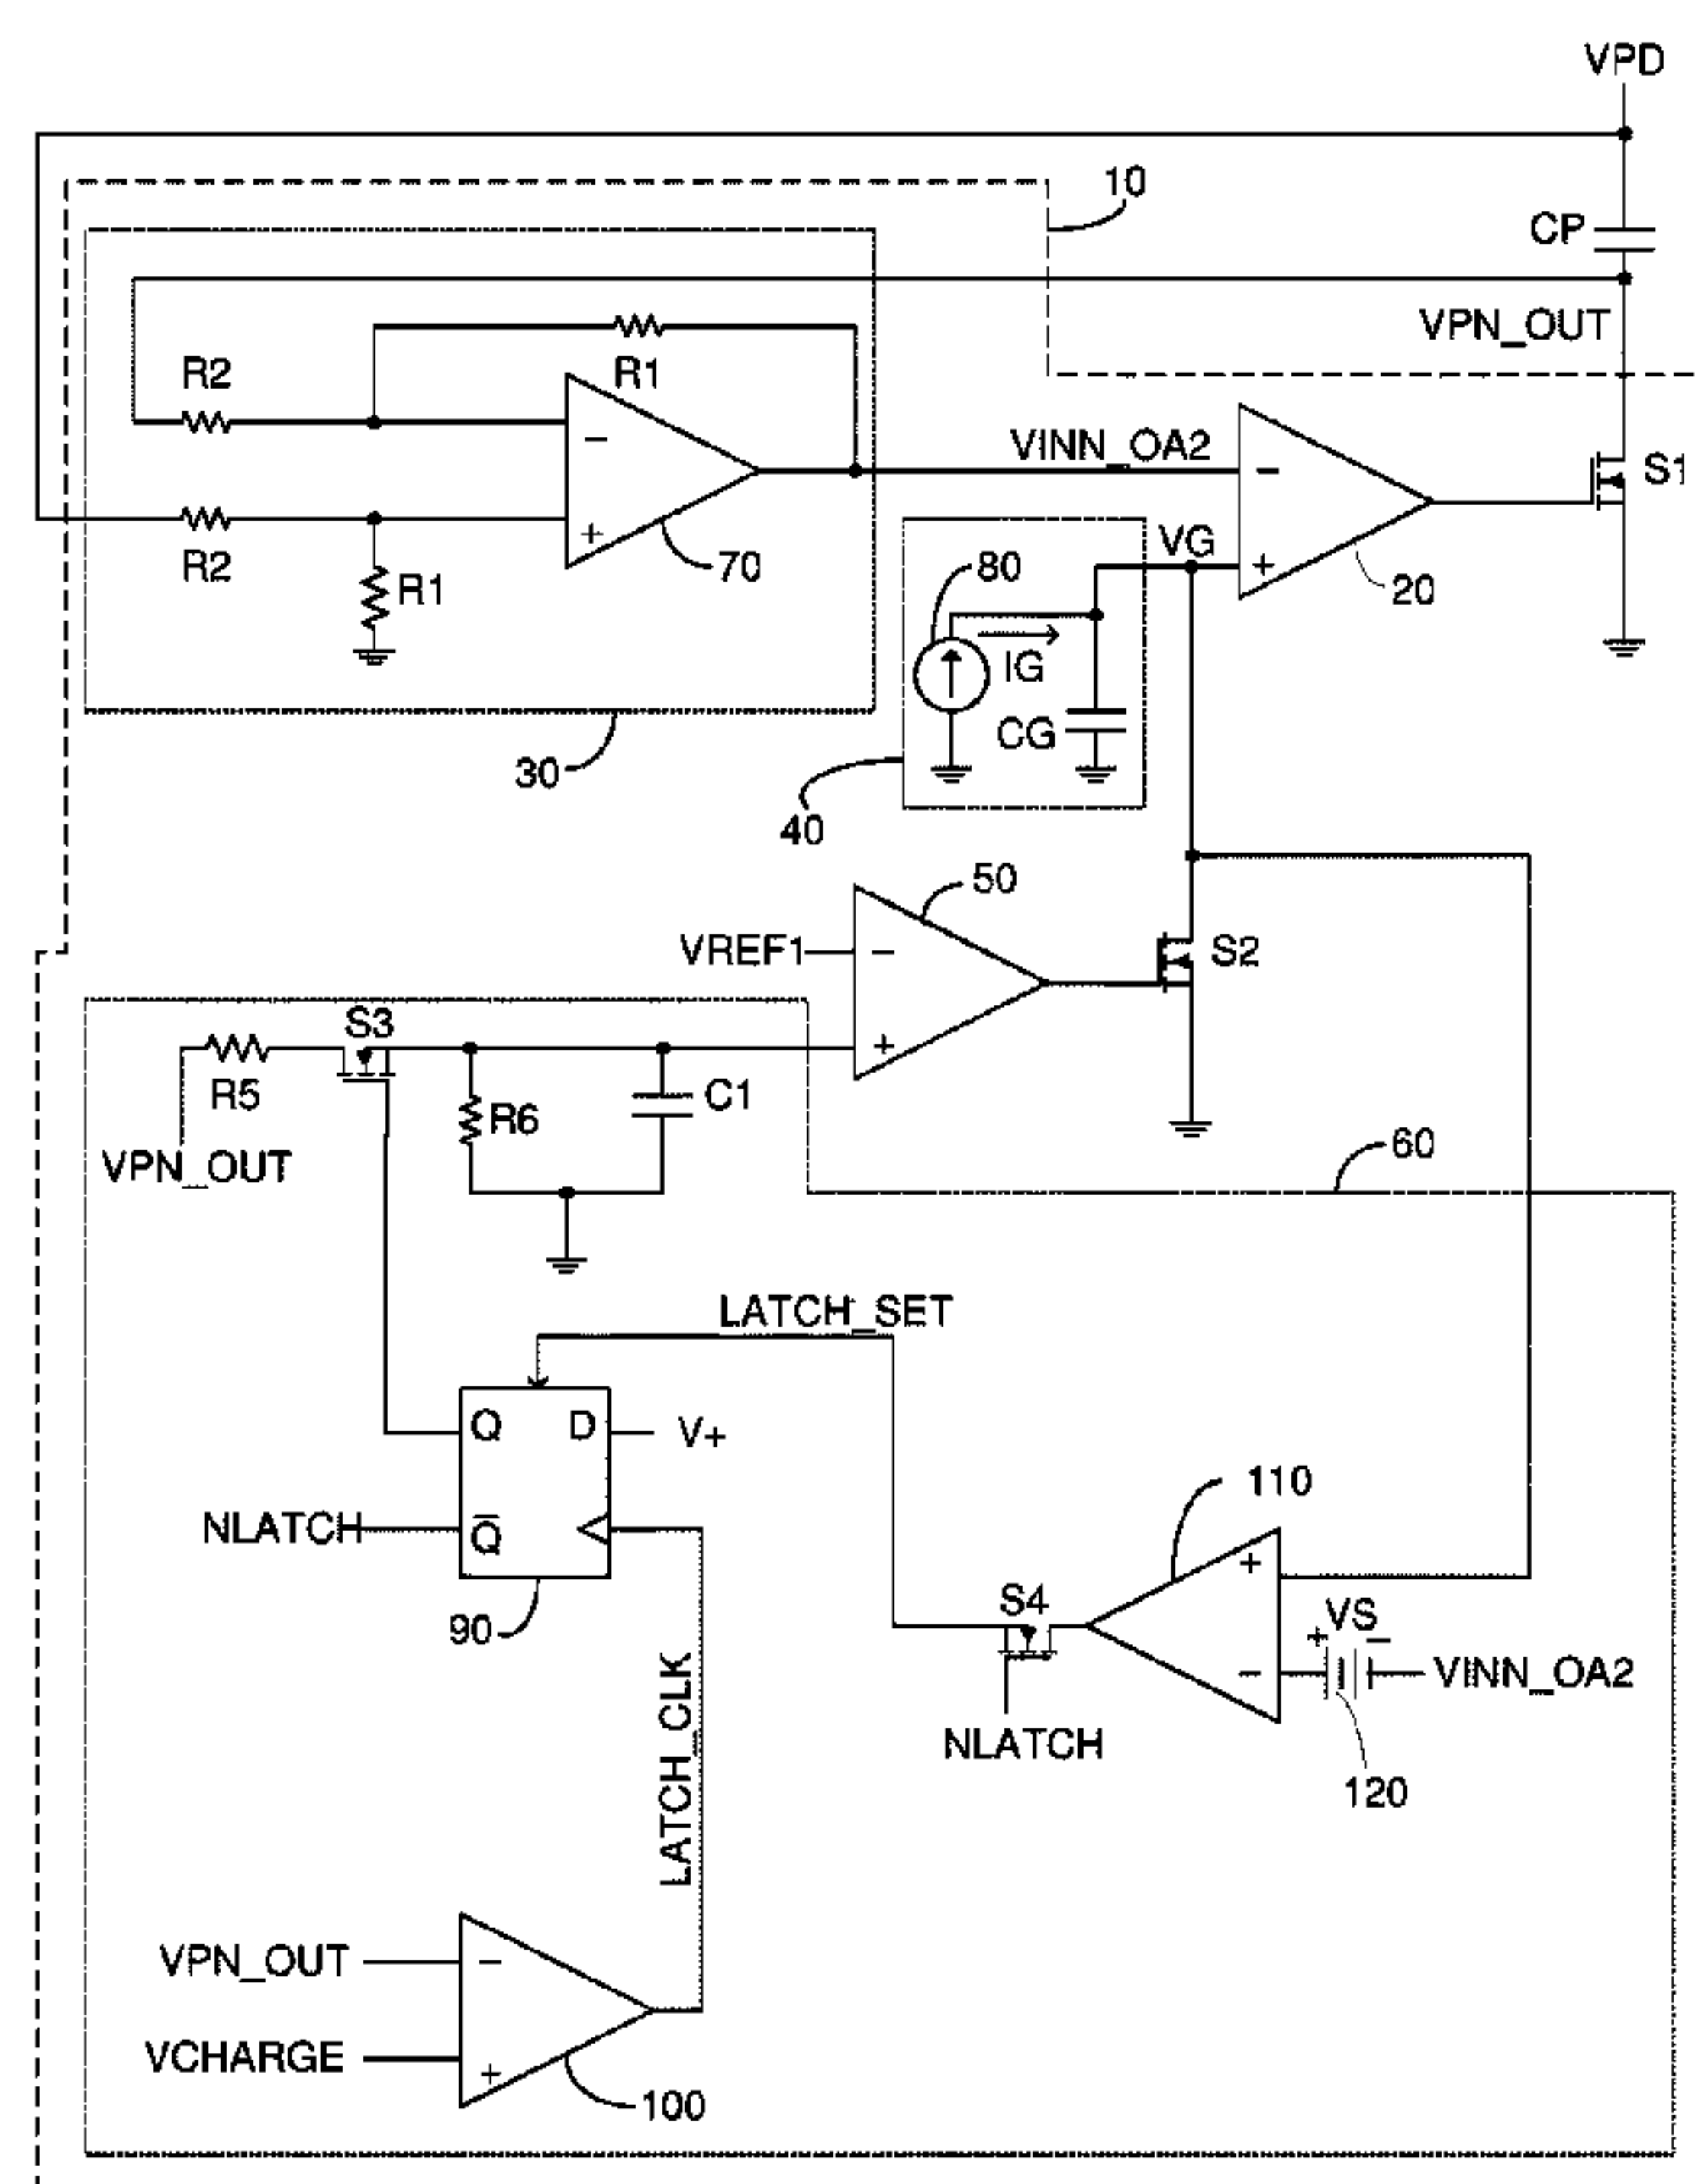 VPD
10
CP
VPN_OUT
R2
R1
VINN_OA2
−
−
S1
+
70
VG
+
20
R2
R1
80
IG
CG
30
40
50
VREF1
−
S2
S3
+
R5
R6
C1
VPN_OUT
60
LATCH_SET
Q
D
V+
110
NLATCH
Q̅
+
S4
VS
+
−
90
−
VINN_OA2
LATCH_CLK
NLATCH
120
VPN_OUT
−
VCHARGE
+
100